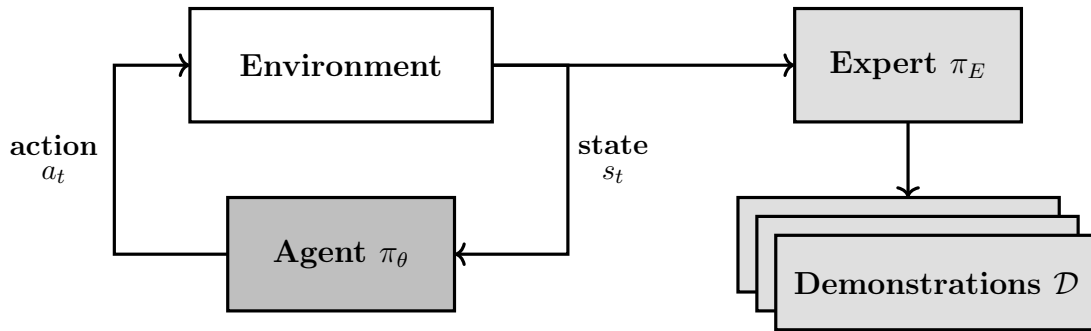 Environment
Expert π_E
action
a_t
state
s_t
Agent π_θ
Demonstrations 𝒟